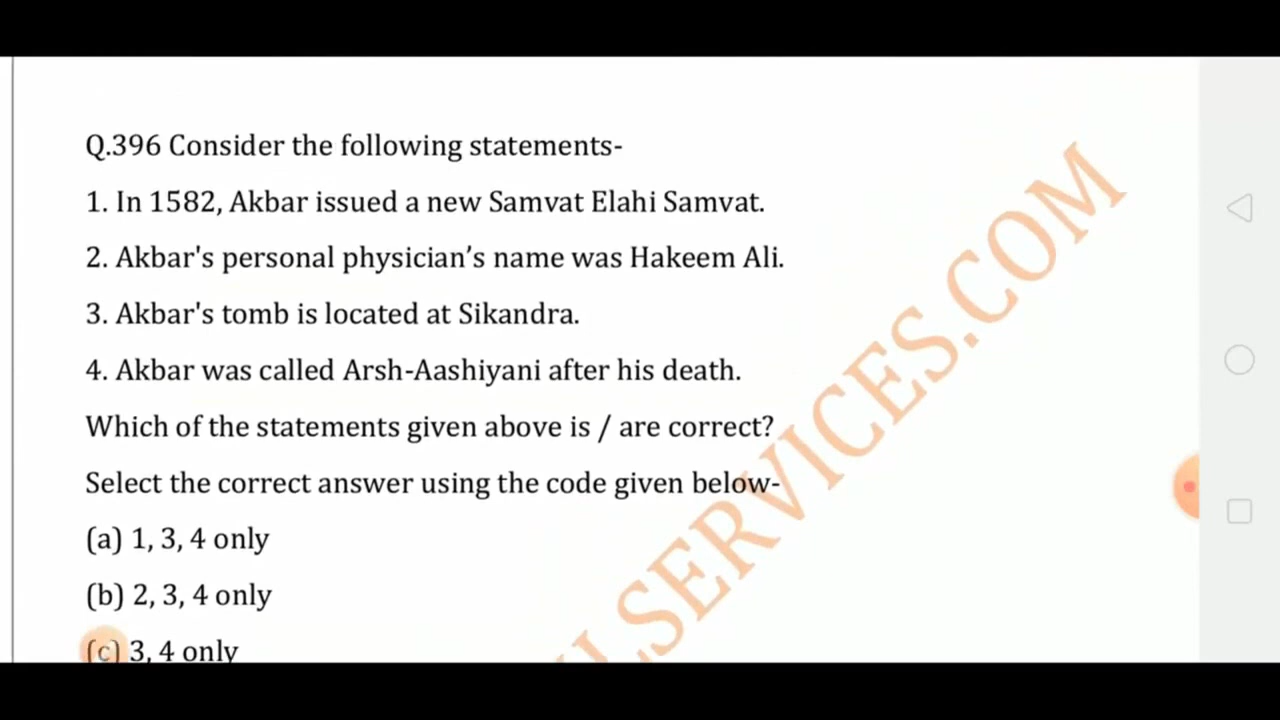 Q.396 Consider the following statements-
1. In 1582, Akbar issued a new Samvat Elahi Samvat.
2. Akbar's personal physician’s name was Hakeem Ali.
3. Akbar's tomb is located at Sikandra.
4. Akbar was called Arsh-Aashiyani after his death.
Which of the statements given above is / are correct?
Select the correct answer using the code given below-
(a) 1, 3, 4 only
(b) 2, 3, 4 only
(c) 3, 4 only
LSERVICES.COM